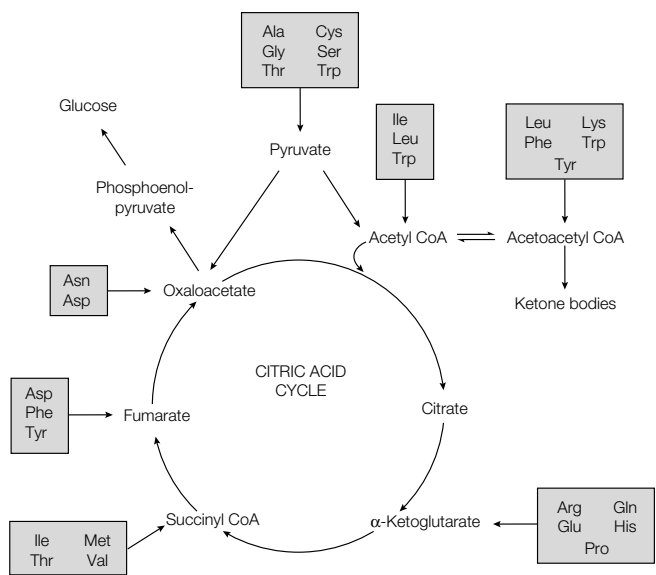 Ala Cys
Gly Ser
Thr Trp
Glucose
Ile
Leu
Trp
Leu Lys
Phe Trp
Tyr
Pyruvate
Phosphoenol-
pyruvate
Acetyl CoA
Acetoacetyl CoA
Asn
Asp
Oxaloacetate
Ketone bodies
CITRIC ACID
CYCLE
Asp
Phe
Tyr
Fumarate
Citrate
Succinyl CoA
α-Ketoglutarate
Ile Met
Thr Val
Arg Gln
Glu His
Pro